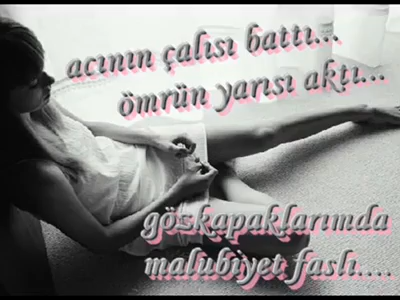 acının çalısı battı...
ömrün yarısı aktı...
gözkapaklarımda
malubiyet faslı....